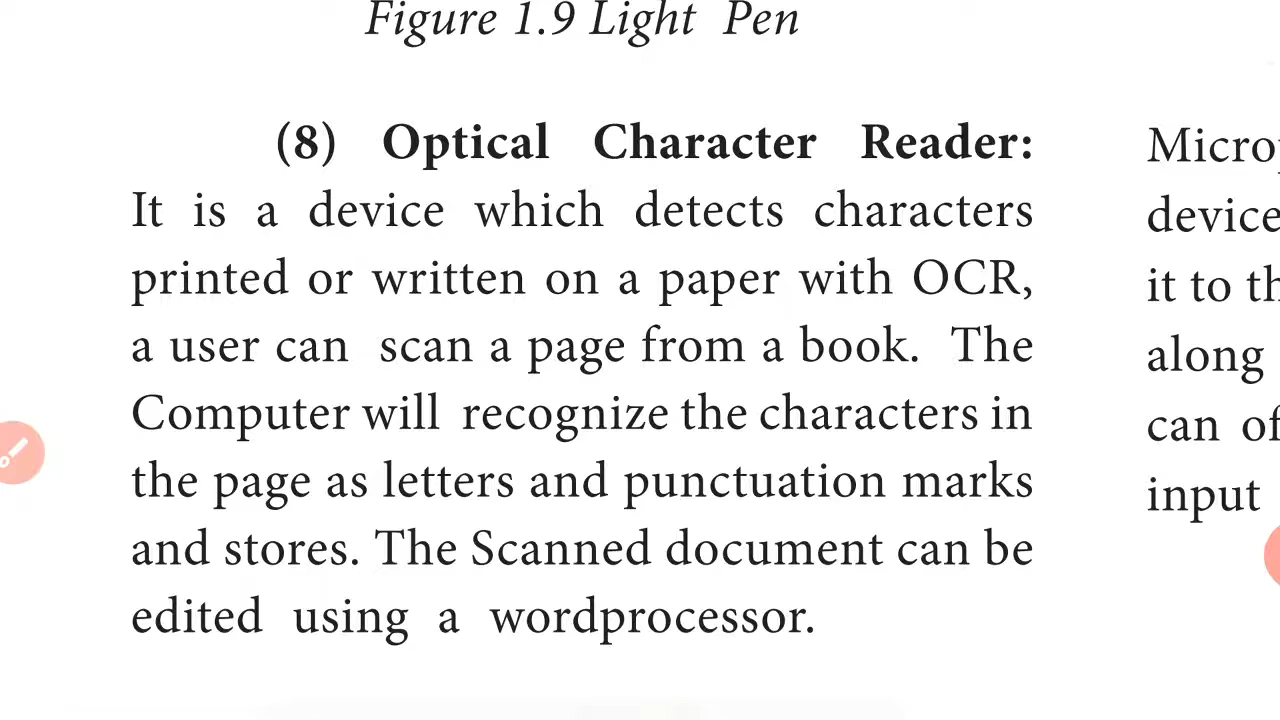 Figure 1.9 Light Pen
(8) Optical Character Reader:
It is a device which detects characters
printed or written on a paper with OCR,
a user can scan a page from a book. The
Computer will recognize the characters in
the page as letters and punctuation marks
and stores. The Scanned document can be
edited using a wordprocessor.
device
it to
along
can
input